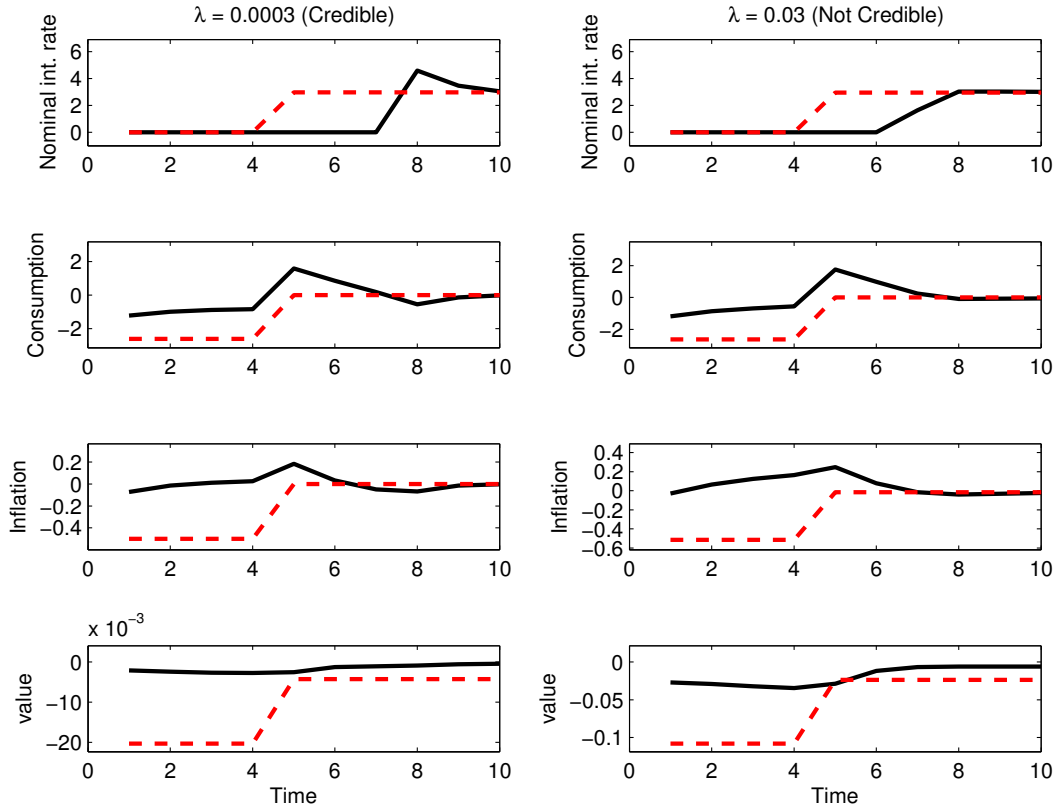 λ = 0.0003 (Credible)
Nominal int. rate
6
4
2
0
0 2 4 6 8 10
Consumption
2
0
−2
0 2 4 6 8 10
Inflation
0.2
0
−0.2
−0.4
0 2 4 6 8 10
x 10^−3
value
0
−10
−20
0 2 4 6 8 10
Time
λ = 0.03 (Not Credible)
Nominal int. rate
6
4
2
0
0 2 4 6 8 10
Consumption
2
0
−2
0 2 4 6 8 10
Inflation
0.4
0.2
0
−0.2
−0.4
−0.6
0 2 4 6 8 10
value
0
−0.05
−0.1
0 2 4 6 8 10
Time